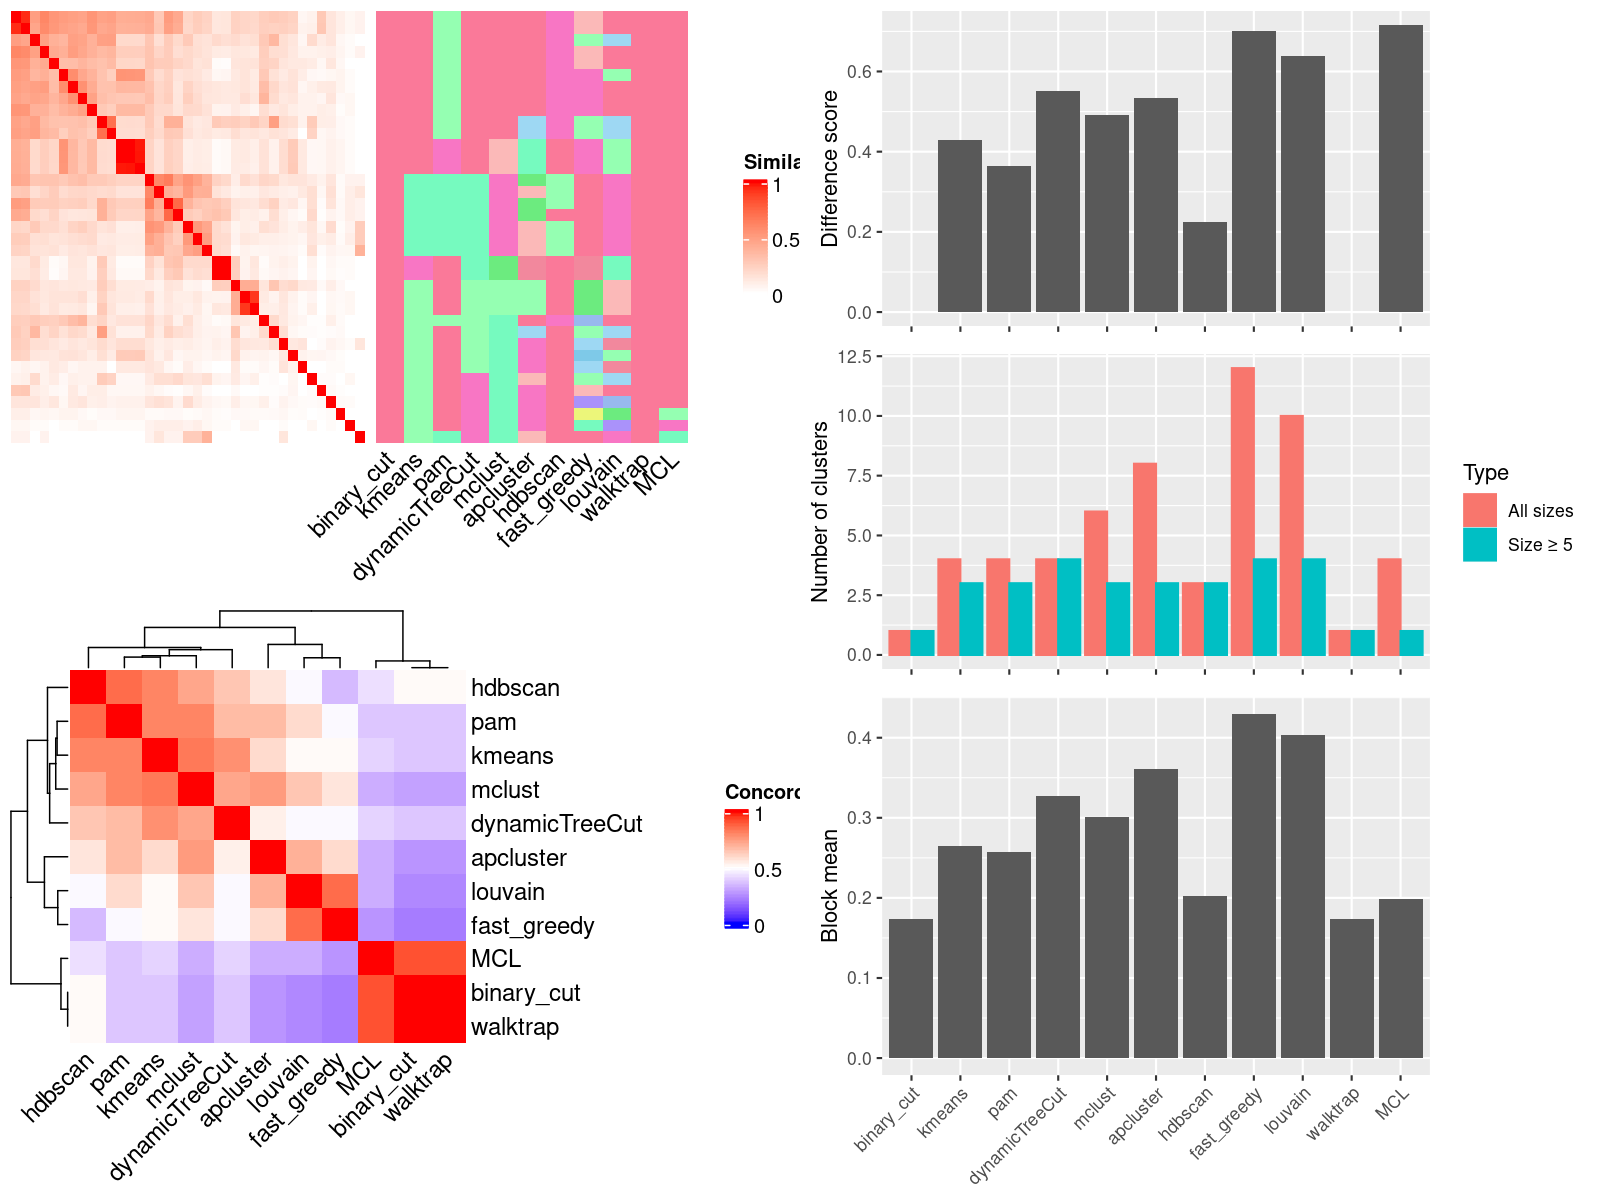 Simila
1
0.5
0
binary_cut
kmeans
pam
dynamicTreeCut
mclust
apcluster
hdbscan
fast_greedy
louvain
walktrap
MCL
hdbscan
pam
kmeans
mclust
dynamicTreeCut
apcluster
louvain
fast_greedy
MCL
binary_cut
walktrap
Concord
1
0.5
0
hdbscan
pam
kmeans
mclust
dynamicTreeCut
apcluster
louvain
fast_greedy
MCL
binary_cut
walktrap
Difference score
0.6
0.4
0.2
0.0
Number of clusters
12.5
10.0
7.5
5.0
2.5
0.0
Type
All sizes
Size ≥ 5
Block mean
0.4
0.3
0.2
0.1
0.0
binary_cut
kmeans
pam
dynamicTreeCut
mclust
apcluster
hdbscan
fast_greedy
louvain
walktrap
MCL